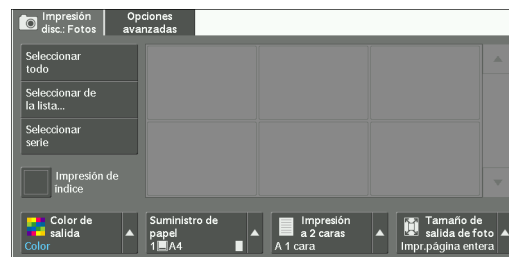 Impresión
disc.: Fotos
Opciones
avanzadas
Seleccionar
todo
Seleccionar de
la lista...
Seleccionar
serie
Impresión de
índice
Color de
salida
Color
Suministro de
papel
1 A4
Impresión
a 2 caras
A 1 cara
Tamaño de
salida de foto
Impr.página entera